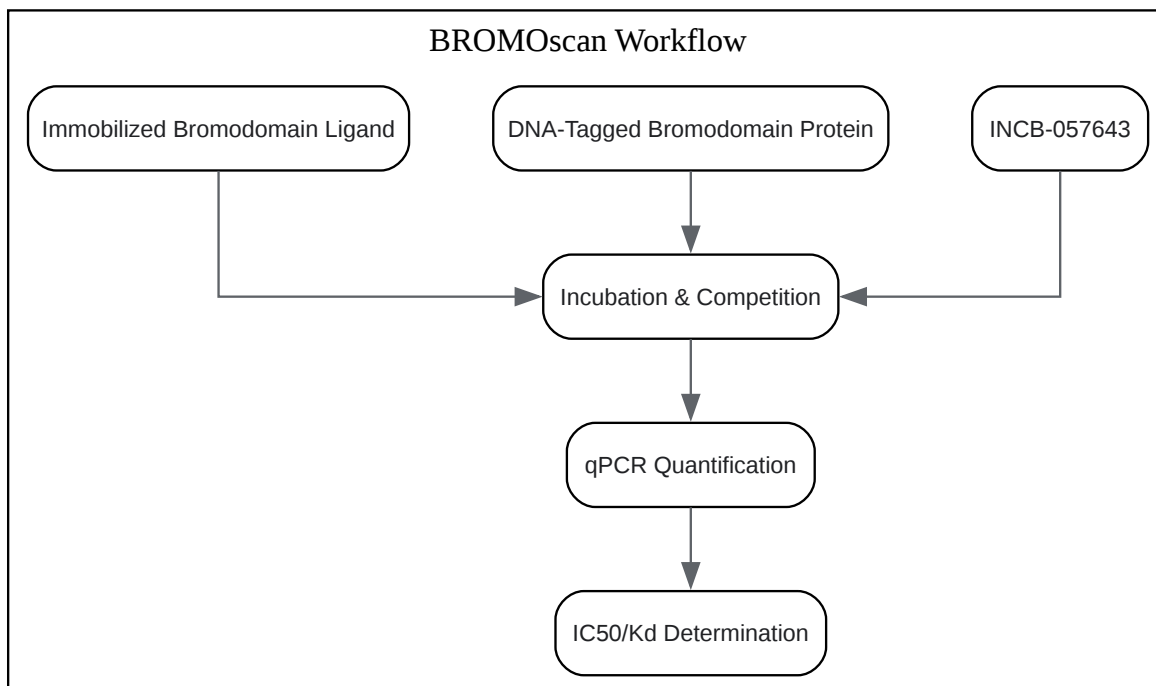 BROMOscan Workflow
Immobilized Bromodomain Ligand
DNA-Tagged Bromodomain Protein
INCB-057643
Incubation & Competition
qPCR Quantification
IC50/Kd Determination